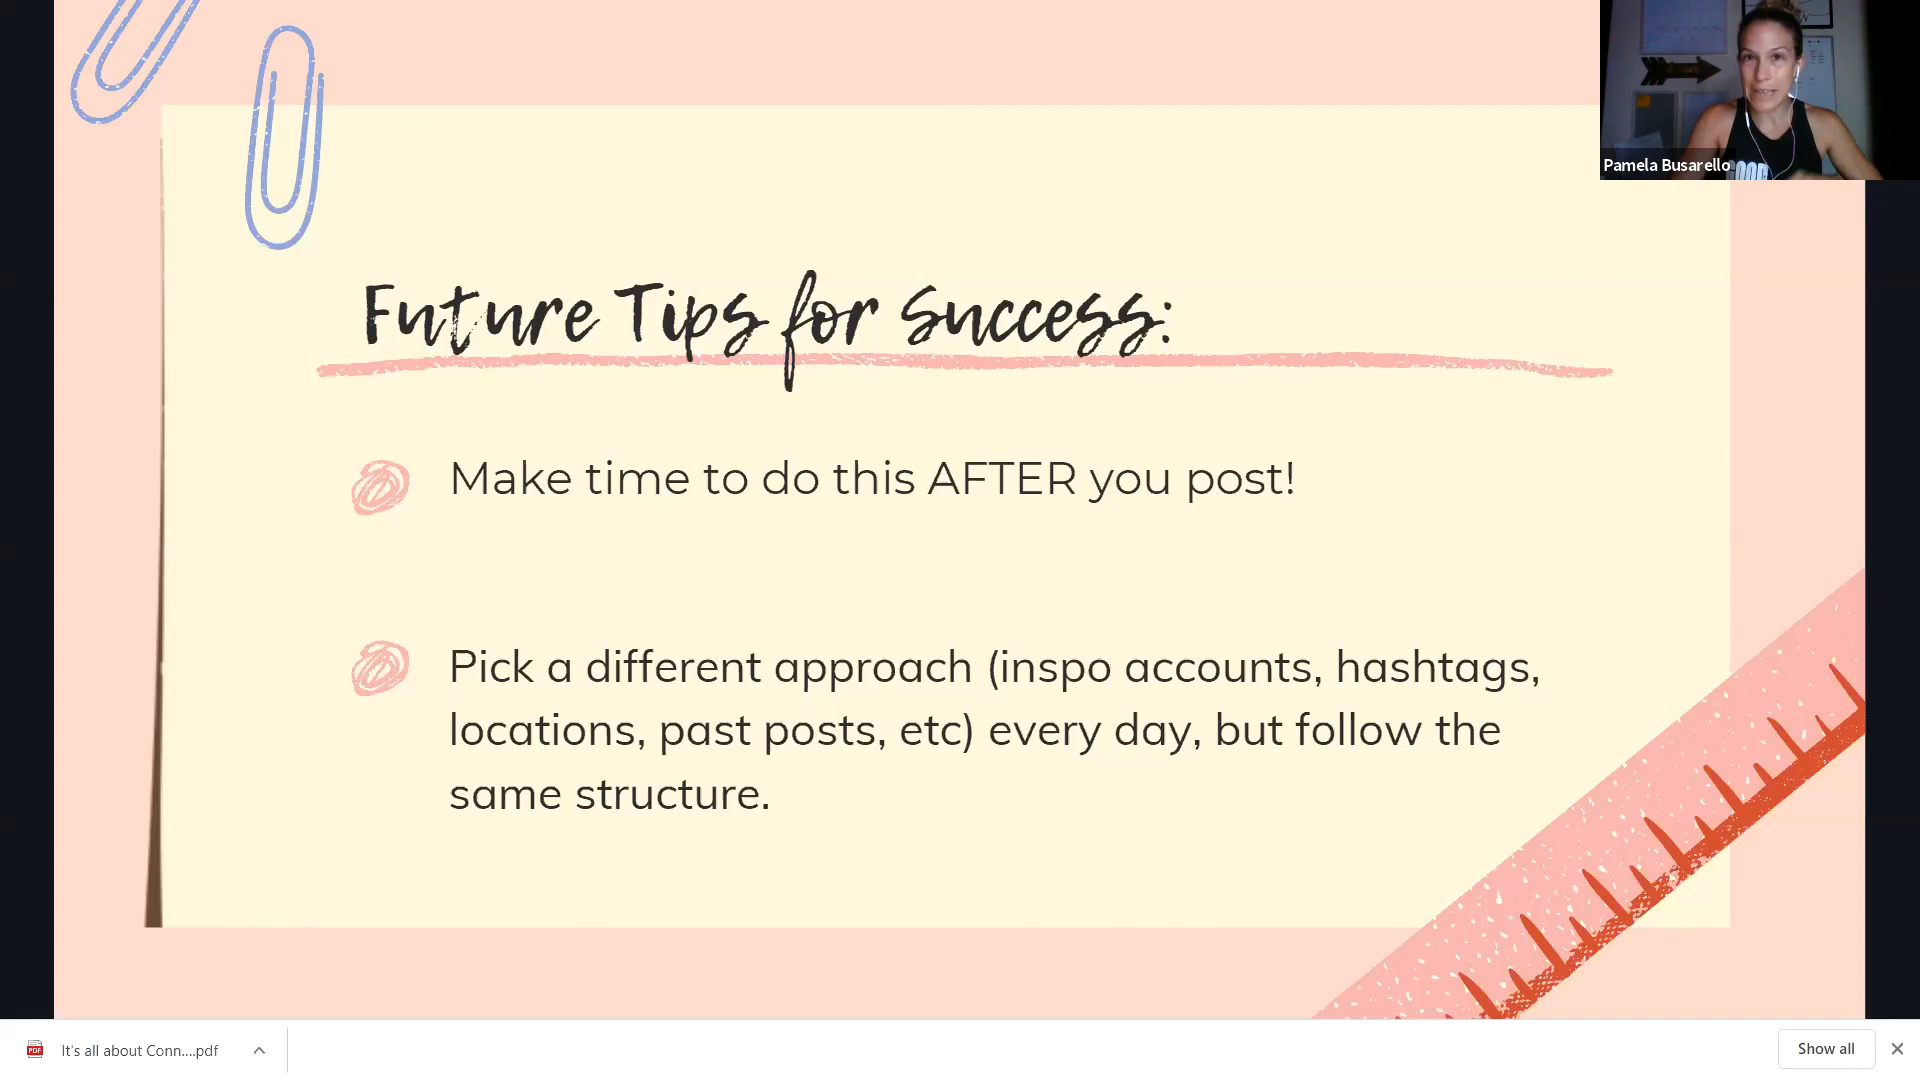 Pamela Busarello
Future Tips for Success:
Make time to do this AFTER you post!
Pick a different approach (inspo accounts, hashtags,
locations, past posts, etc) every day, but follow the
same structure.
PDF
It's all about Conn....pdf
Show all